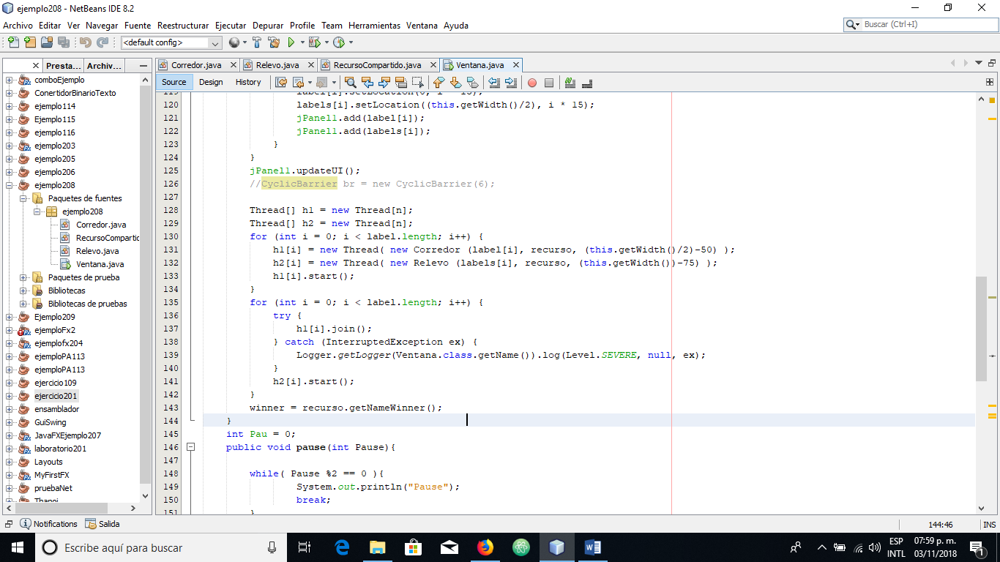 ejemplo208 - NetBeans IDE 8.2
Archivo Editar Ver Navegar Fuente Reestructurar Ejecutar Depurar Profile Team Herramientas Ventana Ayuda
Buscar (Ctrl+I)
<default config>
Presta... Archiv...
comboEjemplo
ConertidorBinarioTexto
ejemplo114
Ejemplo115
ejemplo116
ejemplo203
ejemplo205
ejemplo206
ejemplo208
Paquetes de fuentes
ejemplo208
Corredor.java
RecursoCompartid
Relevo.java
Ventana.java
Paquetes de prueba
Bibliotecas
Bibliotecas de pruebas
Ejemplo209
ejemploFx2
ejemplofx204
ejemploPA113
ejemploPA113
ejercicio109
ejercicio201
ensamblador
GuiSwing
JavaFXEjemplo207
laboratorio201
Layouts
MyFirstFX
pruebaNet
Thanoi
Corredor.java Relevo.java RecursoCompartido.java Ventana.java
Source Design History
119 label[i].setLocation(0, i * 15);
120 labels[i].setLocation((this.getWidth()/2), i * 15);
121 jPanel1.add(label[i]);
122 jPanel1.add(labels[i]);
123 }
124 }
125 jPanel1.updateUI();
126 //CyclicBarrier br = new CyclicBarrier(6);
127
128 Thread[] h1 = new Thread[n];
129 Thread[] h2 = new Thread[n];
130 for (int i = 0; i < label.length; i++) {
131 h1[i] = new Thread( new Corredor (label[i], recurso, (this.getWidth()/2)-50) );
132 h2[i] = new Thread( new Relevo (labels[i], recurso, (this.getWidth())-75) );
133 h1[i].start();
134 }
135 for (int i = 0; i < label.length; i++) {
136 try {
137 h1[i].join();
138 } catch (InterruptedException ex) {
139 Logger.getLogger(Ventana.class.getName()).log(Level.SEVERE, null, ex);
140 }
141 h2[i].start();
142 }
143 winner = recurso.getNameWinner();
144 }
145 int Pau = 0;
146 public void pause(int Pause){
147
148 while( Pause %2 == 0 ){
149 System.out.println("Pause");
150 break;
151 }
Notifications Salida
144:46 INS
Escribe aquí para buscar
ESP
INTL
07:59 p. m.
03/11/2018
1